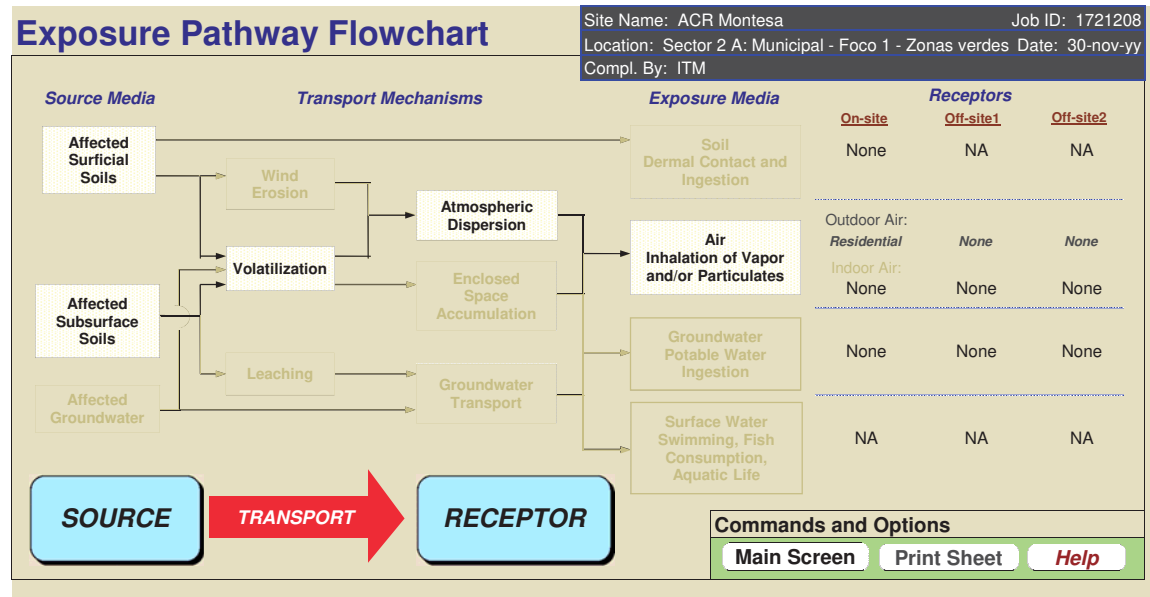 Exposure Pathway Flowchart
Site Name: ACR Montesa Job ID: 1721208
Location: Sector 2 A: Municipal - Foco 1 - Zonas verdes Date: 30-nov-yy
Compl. By: ITM
Source Media
Transport Mechanisms
Exposure Media
Receptors
On-site Off-site1 Off-site2
Affected
Surficial
Soils
Wind
Erosion
Volatilization
Affected
Subsurface
Soils
Leaching
Affected
Groundwater
Atmospheric
Dispersion
Enclosed
Space
Accumulation
Groundwater
Transport
Soil
Dermal Contact and
Ingestion
None NA NA
Air
Inhalation of Vapor
and/or Particulates
Outdoor Air:
Residential None None
Indoor Air:
None None None
Groundwater
Potable Water
Ingestion
None None None
Surface Water
Swimming, Fish
Consumption,
Aquatic Life
NA NA NA
SOURCE
TRANSPORT
RECEPTOR
Commands and Options
Main Screen Print Sheet Help